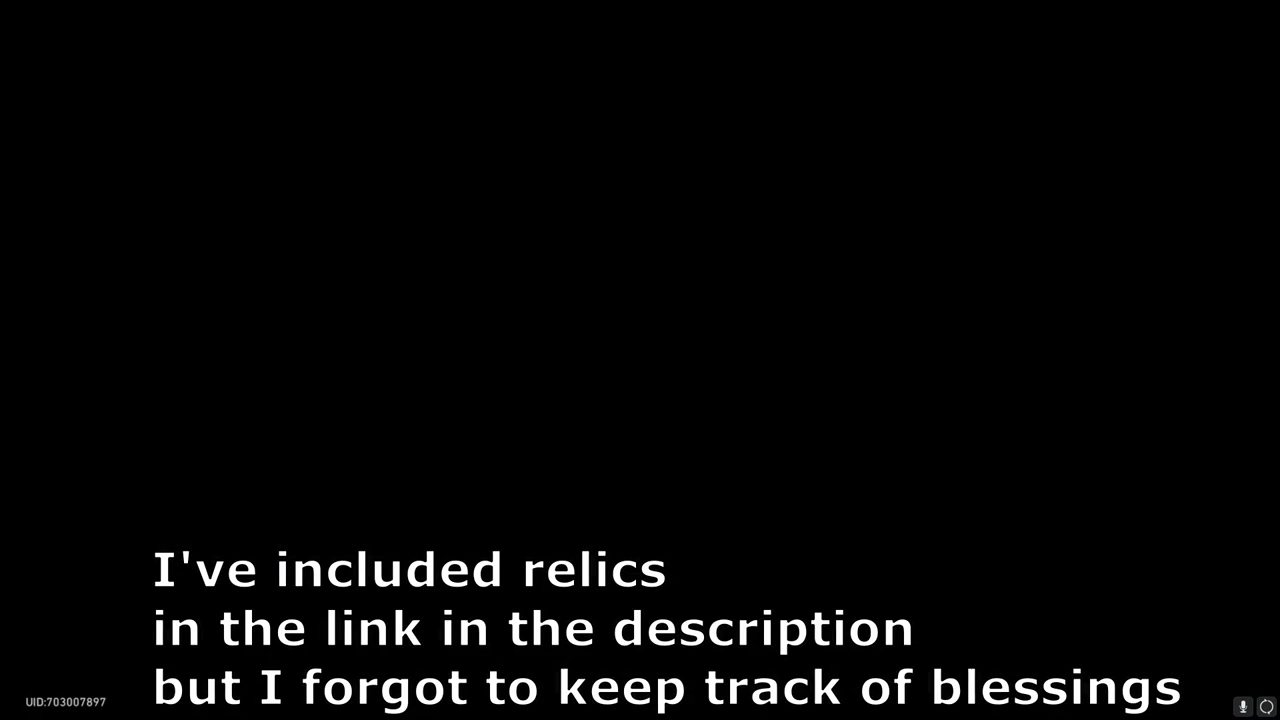 I've included relics
in the link in the description
but I forgot to keep track of blessings
UID:703007897